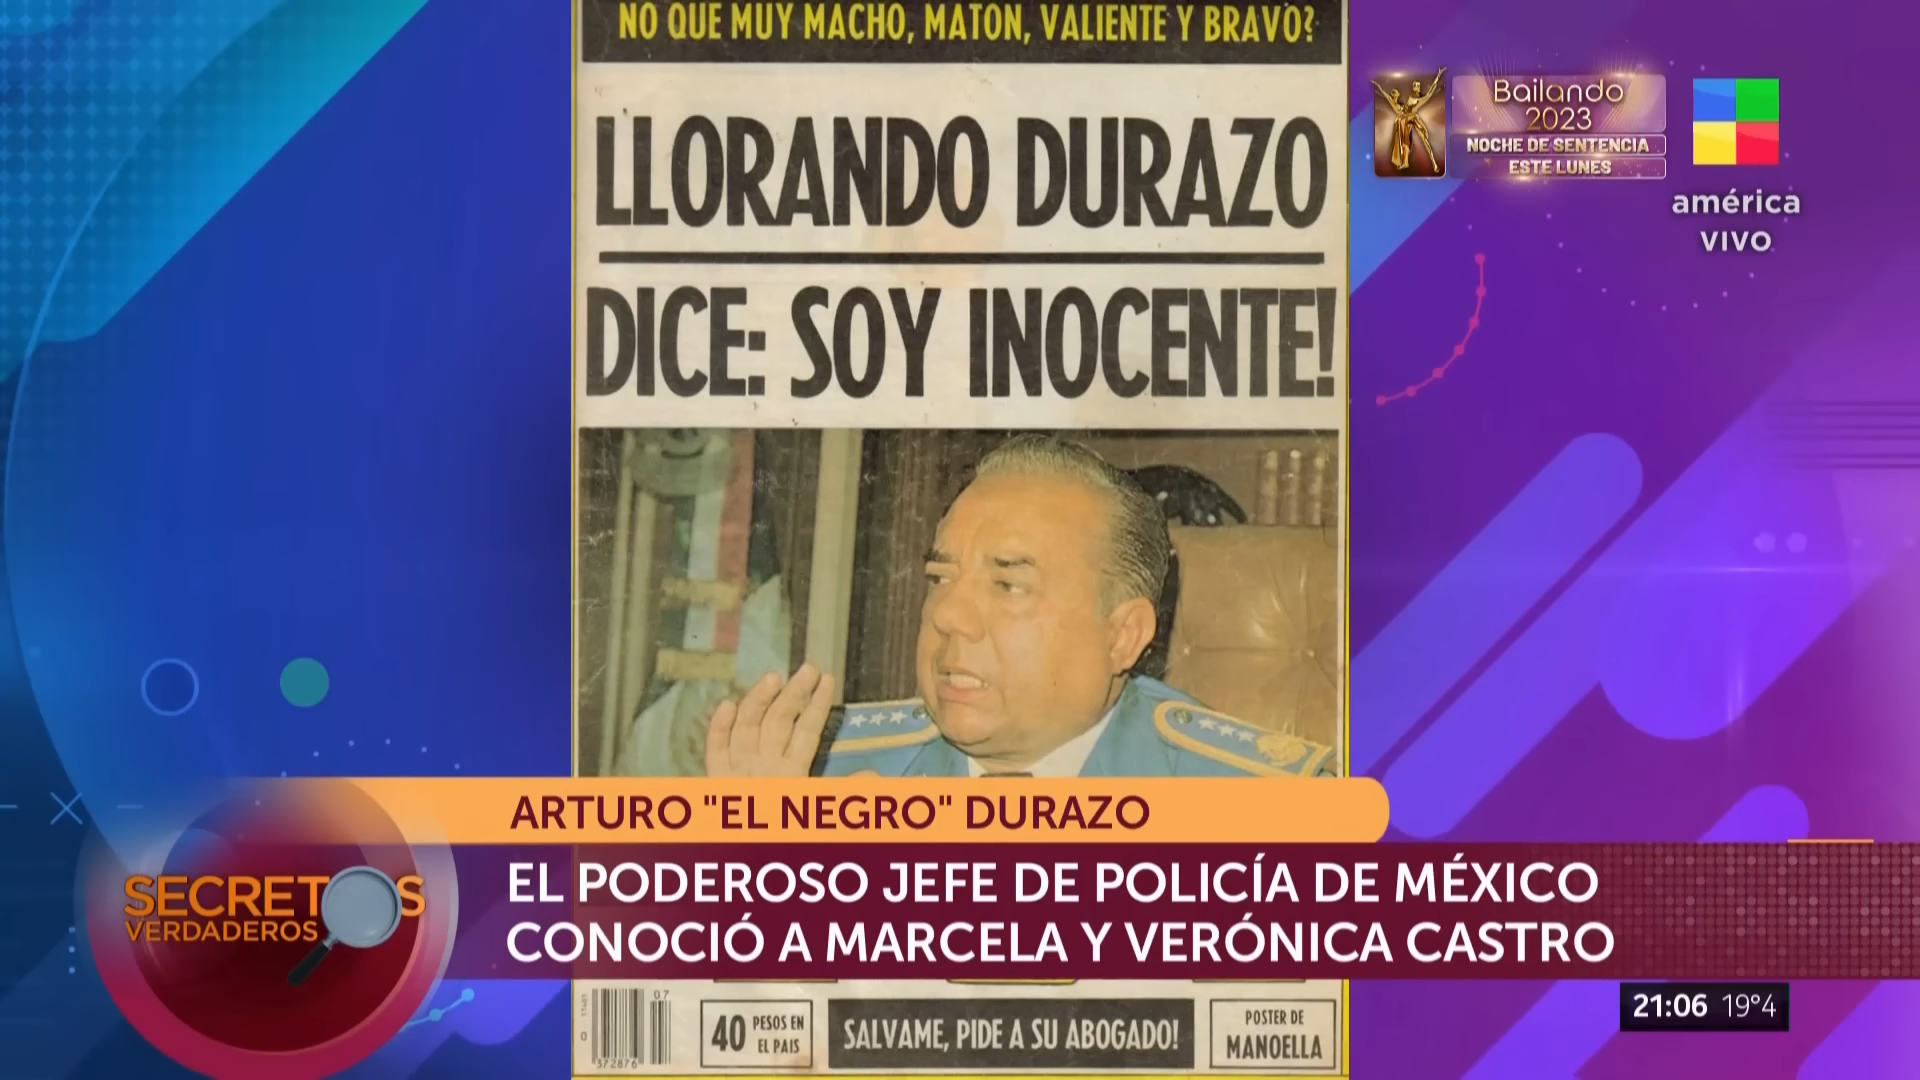 NO QUE MUY MACHO, MATON, VALIENTE Y BRAVO?
LLORANDO DURAZO
DICE: SOY INOCENTE!
Bailando
2023
NOCHE DE SENTENCIA
ESTE LUNES
américa
VIVO
ARTURO "EL NEGRO" DURAZO
SECRETOS
VERDADEROS
EL PODEROSO JEFE DE POLICÍA DE MÉXICO
CONOCIÓ A MARCELA Y VERÓNICA CASTRO
21:06 19°4
07
372876
40 PESOS EN
EL PAIS
SALVAME, PIDE A SU ABOGADO!
POSTER DE
MANOELLA